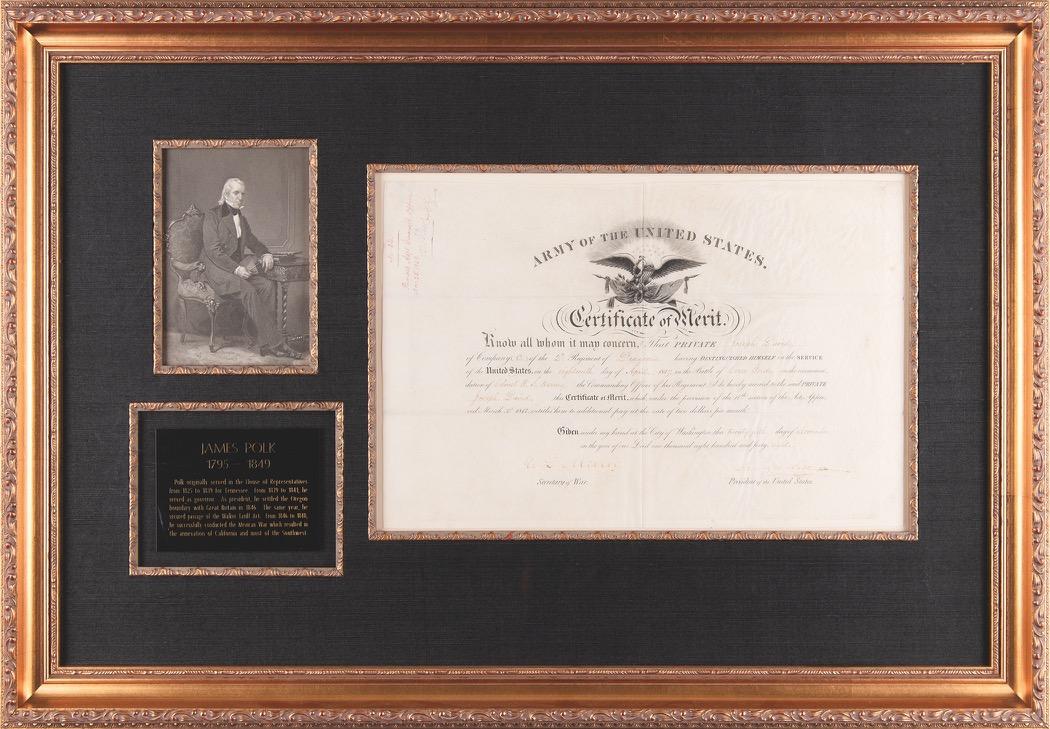 ARMY OF THE UNITED STATES.
Certificate of Merit.
Know all whom it may concern, That PRIVATE Joseph David
of Company C of the 2d Regiment of Dragoons having DISTINGUISHED HIMSELF in the SERVICE
of the United States, on the eighteenth day of April 1847, in the Battle of Cerro Gordo
of Colonel the Commanding Officer of his Regiment, I do hereby award to the said PRIVATE
Joseph David this Certificate of Merit, which, under the provision of the 17th section of the Act
March 3d 1847, entitles him to additional pay at the rate of two dollars per month.
Given under my hand at the City of Washington this day of
in the year of our Lord one thousand eight hundred and forty
Secretary of War.
President of the United States.
JAMES POLK
1795 — 1849
Polk originally served in the House of Representatives
from 1825 to 1839 for Tennessee. From 1839 to 1841, he
served as governor. As president, he settled the Oregon
boundary with Great Britain in 1846. The same year, he
secured passage of the Walker Tariff Act. From 1846 to 1848,
he successfully conducted the Mexican War which resulted in
the annexation of California and most of the Southwest